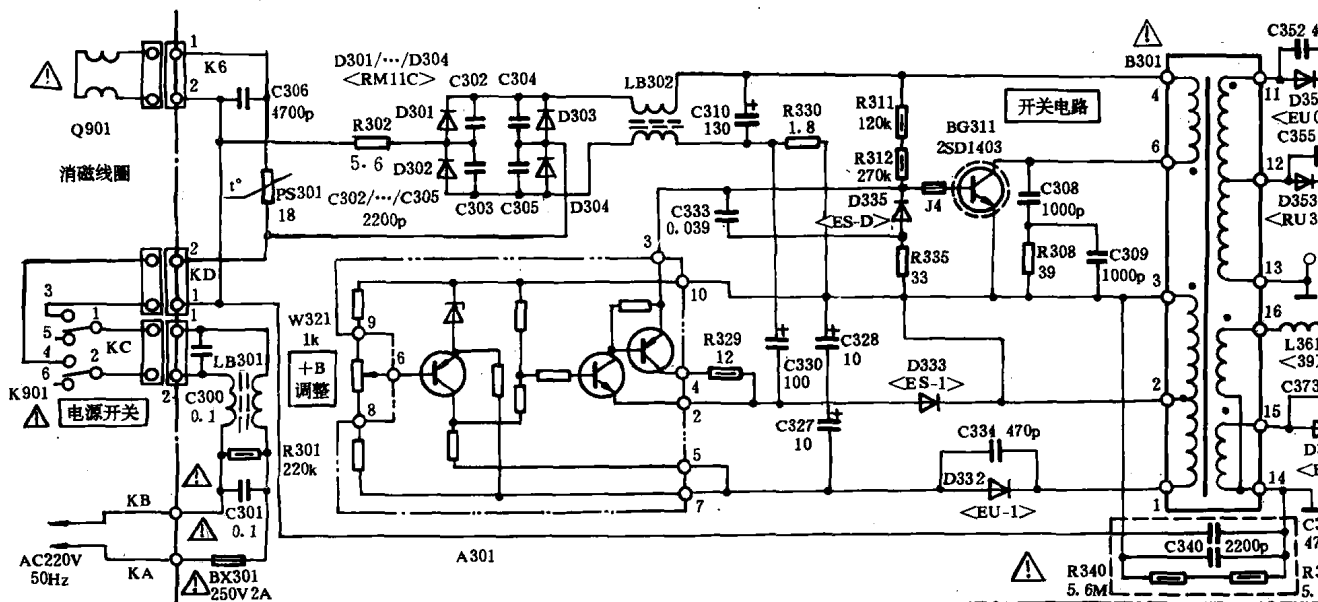 Q901
消磁线圈
1
K6
2
C306
4700p
D301/…/D304
<RM11C>
C302
C304
D301
D303
R302
5.6
D302
C302/…/C305
2200p
C303
C305
D304
t°
PS301
18
LB302
C310
130
R330
1.8
R311
120k
R312
270k
BG311
2SD1403
开关电路
J4
C333
0.039
D335
<ES-D>
R335
33
C308
1000p
R308
39
C309
1000p
B301
4
6
3
2
1
11
12
13
16
15
14
C352 4
D35
<EU0
C355
D353
<RU3
L361
<39
C373
2
KD
1
1
3
1
5
KC
4
2
6
2
K901
电源开关
LB301
C300
0.1
R301
220k
C301
0.1
KB
KA
AC220V
50Hz
BX301
250V2A
W321
1k
+B
调整
9
6
8
3
10
4
2
5
7
A301
R329
12
C330
100
C328
10
C327
10
D333
<ES-1>
C334 470p
D332
<EU-1>
C340
2200p
R340
5.6M
47
5.